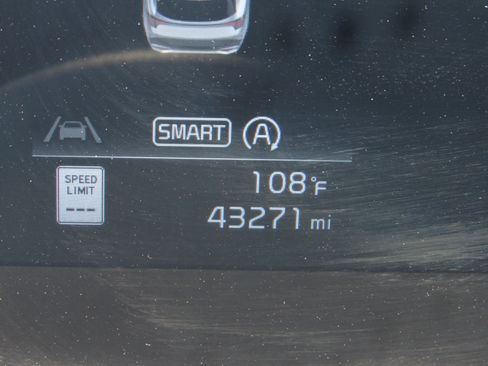 SMART A
SPEED
LIMIT
---
108°F
43271 mi